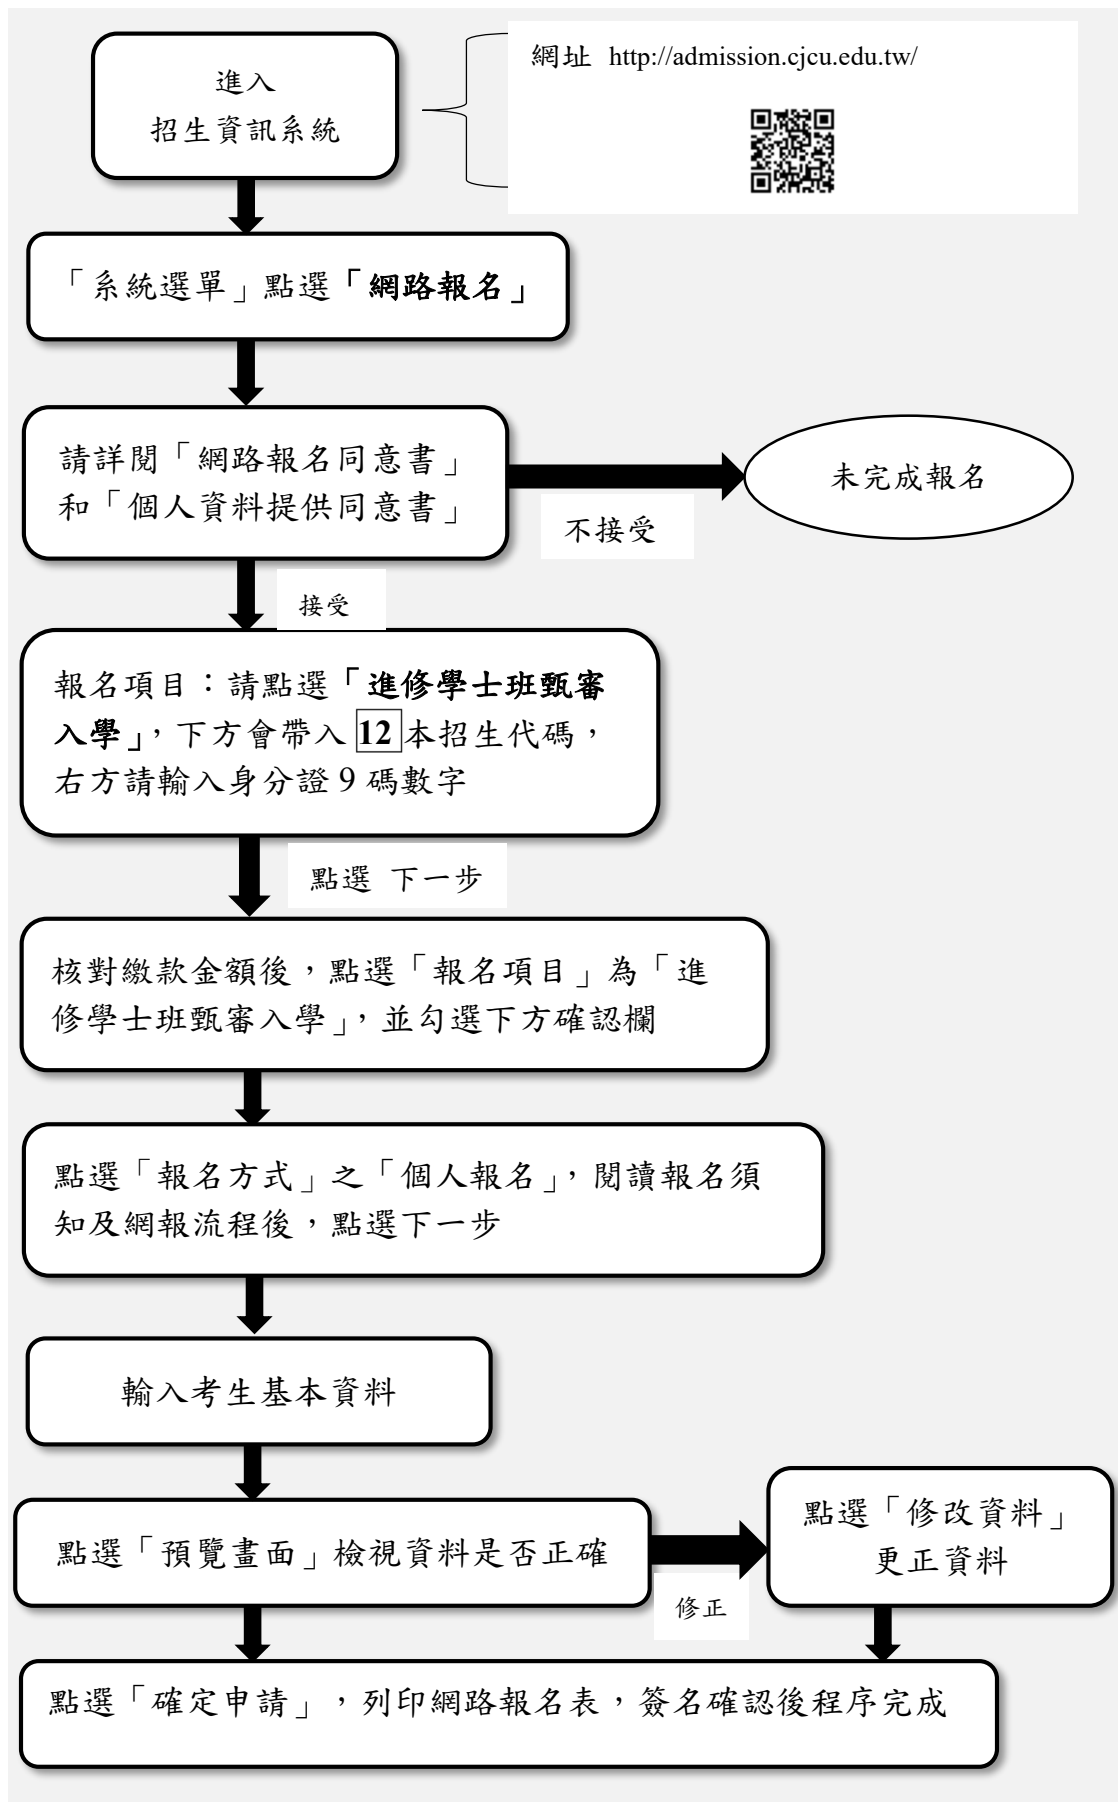 進入
招生資訊系統
網址 http://admission.cjcu.edu.tw/
「系統選單」點選「網路報名」
請詳閱「網路報名同意書」
和「個人資料提供同意書」
不接受
未完成報名
接受
報名項目：請點選「進修學士班甄審
入學」，下方會帶入 12 本招生代碼，
右方請輸入身分證 9 碼數字
點選 下一步
核對繳款金額後，點選「報名項目」為「進
修學士班甄審入學」，並勾選下方確認欄
點選「報名方式」之「個人報名」，閱讀報名須
知及網報流程後，點選下一步
輸入考生基本資料
點選「預覽畫面」檢視資料是否正確
修正
點選「修改資料」
更正資料
點選「確定申請」，列印網路報名表，簽名確認後程序完成